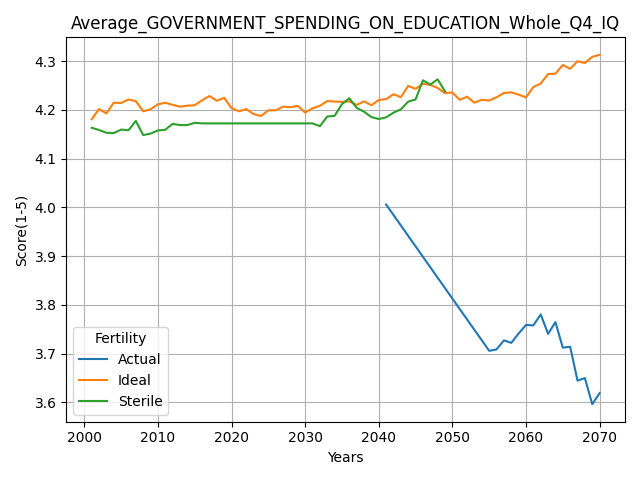 Average_GOVERNMENT_SPENDING_ON_EDUCATION_Whole_Q4_IQ
Score(1-5)
4.3
4.2
4.1
4.0
3.9
3.8
3.7
3.6
Fertility
Actual
Ideal
Sterile
2000 2010 2020 2030 2040 2050 2060 2070
Years